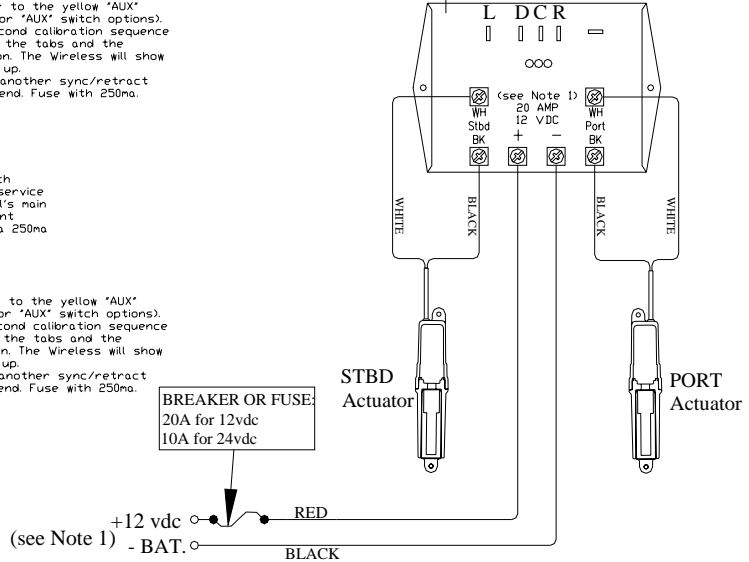 r to the yellow "AUX"
or "AUX" switch options).
cond calibration sequence
the tabs and the
n. The Wireless will show
up.
another sync/retract
end. Fuse with 250ma.
th
service
l's main
nt
a 250ma
to the yellow "AUX"
or "AUX" switch options).
cond calibration sequence
the tabs and the
n. The Wireless will show
up.
another sync/retract
end. Fuse with 250ma.
L D C R
(see Note 1)
20 AMP
12 VDC
+ -
WH
Stbd
BK
WH
Port
BK
WHITE
BLACK
BLACK
WHITE
STBD
Actuator
PORT
Actuator
BREAKER OR FUSE:
20A for 12vdc
10A for 24vdc
+12 vdc
RED
(see Note 1)
- BAT.
BLACK